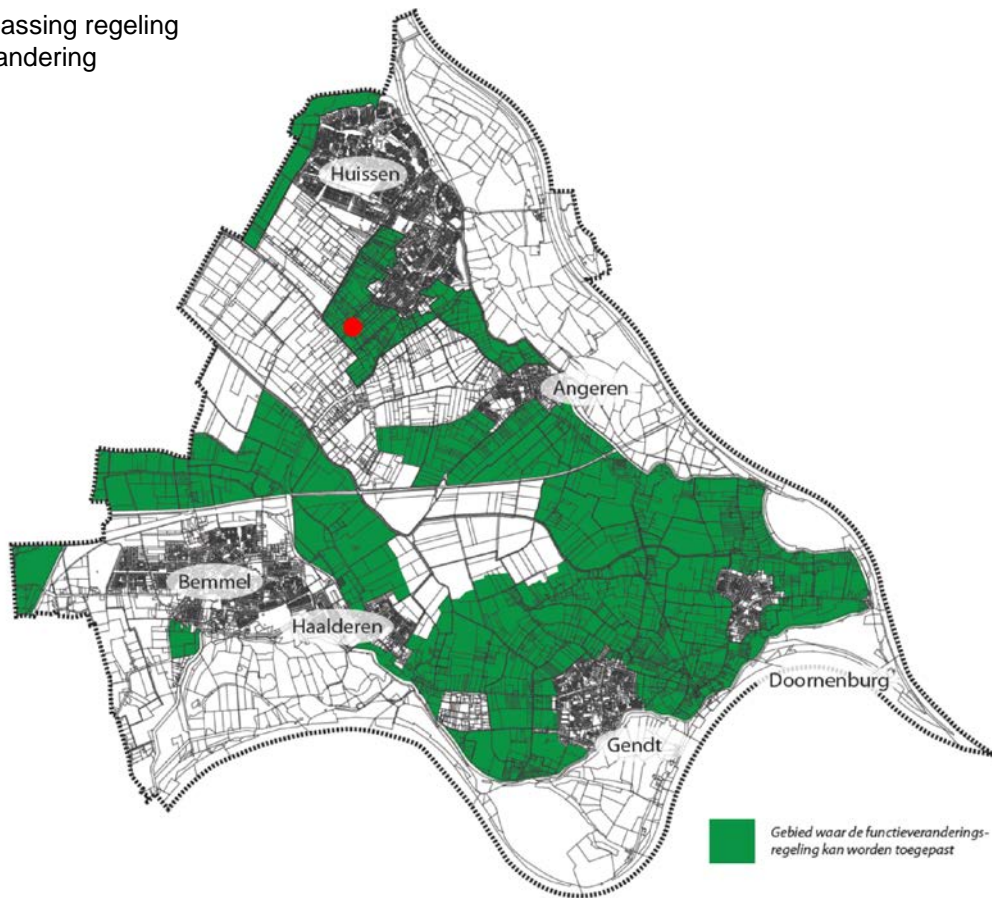 assing regeling
andering
Huissen
Angeren
Bemmel
Haalderen
Doornenburg
Gendt
Gebied waar de functieveranderings-
regeling kan worden toegepast